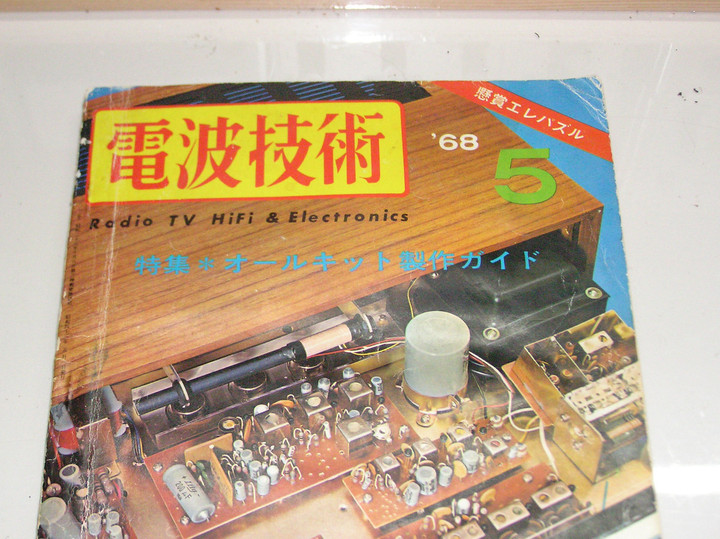 懸賞エレパズル
電波技術
'68
5
Radio TV HiFi & Electronics
特集*オールキット製作ガイド